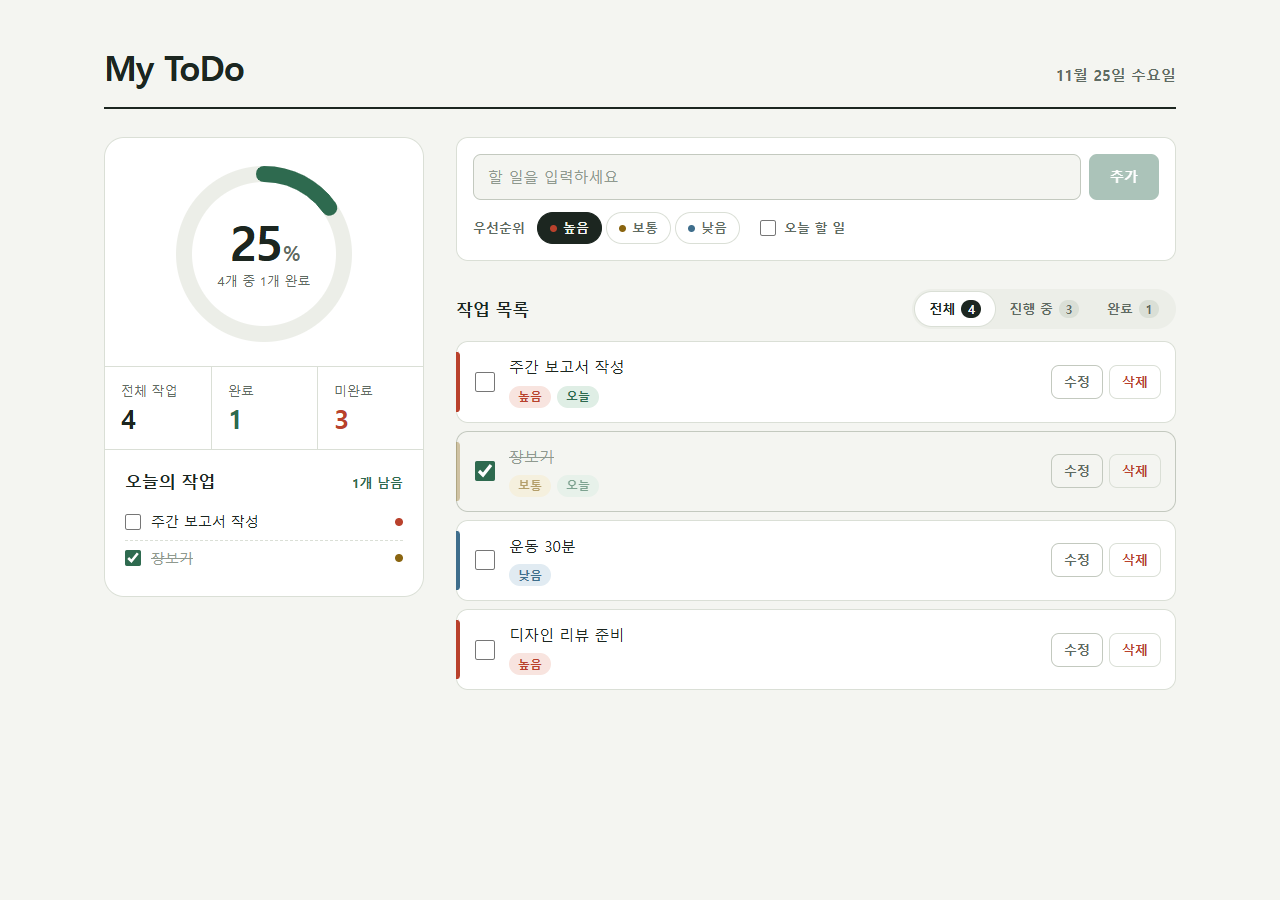 My ToDo
11월 25일 수요일
25%
4개 중 1개 완료
전체 작업
4
완료
1
미완료
3
오늘의 작업
1개 남음
주간 보고서 작성
장보기
할 일을 입력하세요
추가
우선순위
높음
보통
낮음
오늘 할 일
작업 목록
전체 4
진행 중 3
완료 1
주간 보고서 작성
높음
오늘
수정
삭제
장보기
보통
오늘
수정
삭제
운동 30분
낮음
수정
삭제
디자인 리뷰 준비
높음
수정
삭제